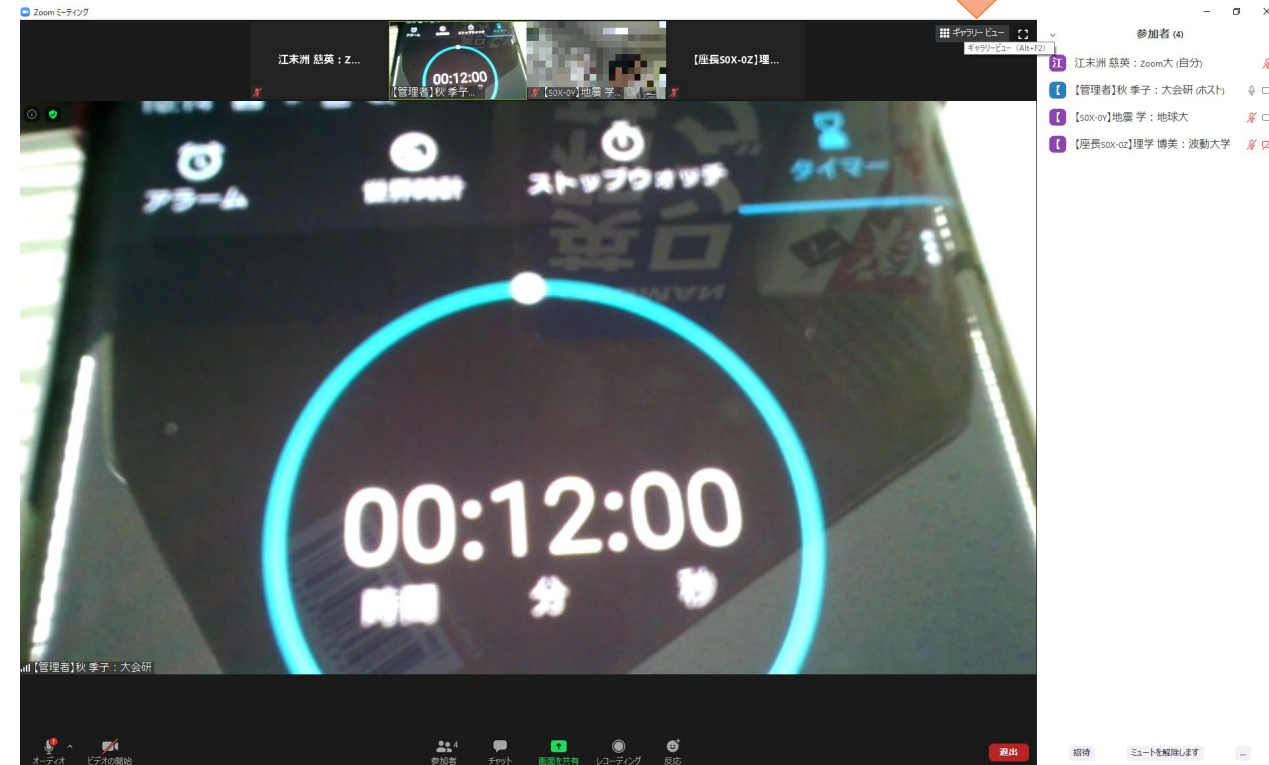 Zoom ミーティング
江末洲 慈英：Z...
00:12:00
【管理者】秋 季子...
【S0X-0Y】地震 学...
【座長S0X-0Z】理...
ギャラリービュー
ギャラリービュー (Alt+F2)
参加者 (4)
江 江末洲 慈英：zoom大 (自分)
【 【管理者】秋 季子：大会研 (ホスト)
【 【S0X-0Y】地震 学：地球大
【 【座長S0X-0Z】理学 博美：波動大学
アラーム
世界時計
ストップウォッチ
タイマー
00:12:00
時間 分 秒
【管理者】秋 季子：大会研
オーディオ
ビデオの開始
4
参加者
チャット
画面を共有
レコーディング
反応
退出
招待
ミュートを解除します
...